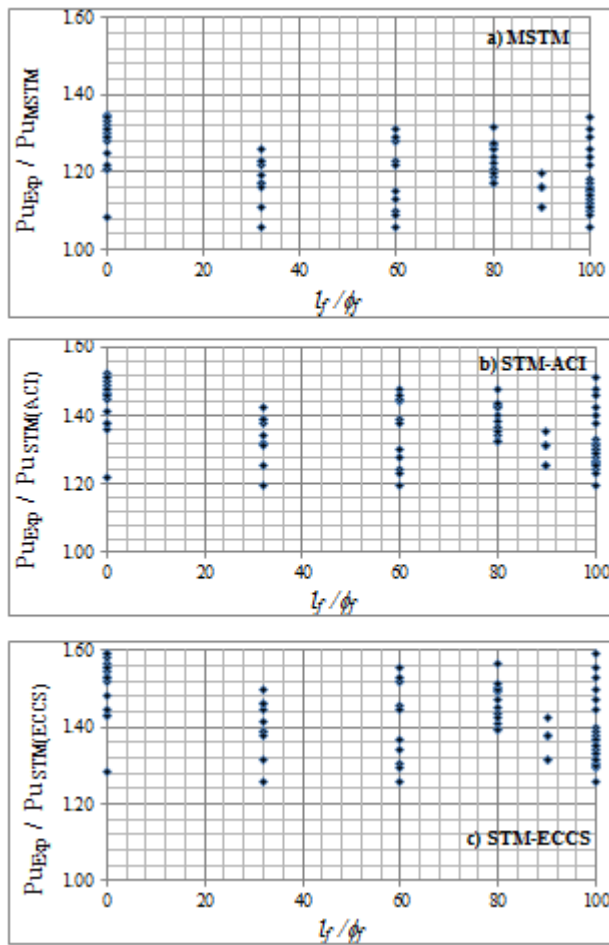 a) MSTM
1.60
1.40
1.20
1.00
Pu_Exp / Pu_MSTM
0 20 40 60 80 100
l_f / ϕ_f
b) STM-ACI
1.60
1.40
1.20
1.00
Pu_Exp / Pu_STM(ACI)
0 20 40 60 80 100
l_f / ϕ_f
1.60
1.40
1.20
1.00
Pu_Exp / Pu_STM(ECCS)
c) STM-ECCS
0 20 40 60 80 100
l_f / ϕ_f